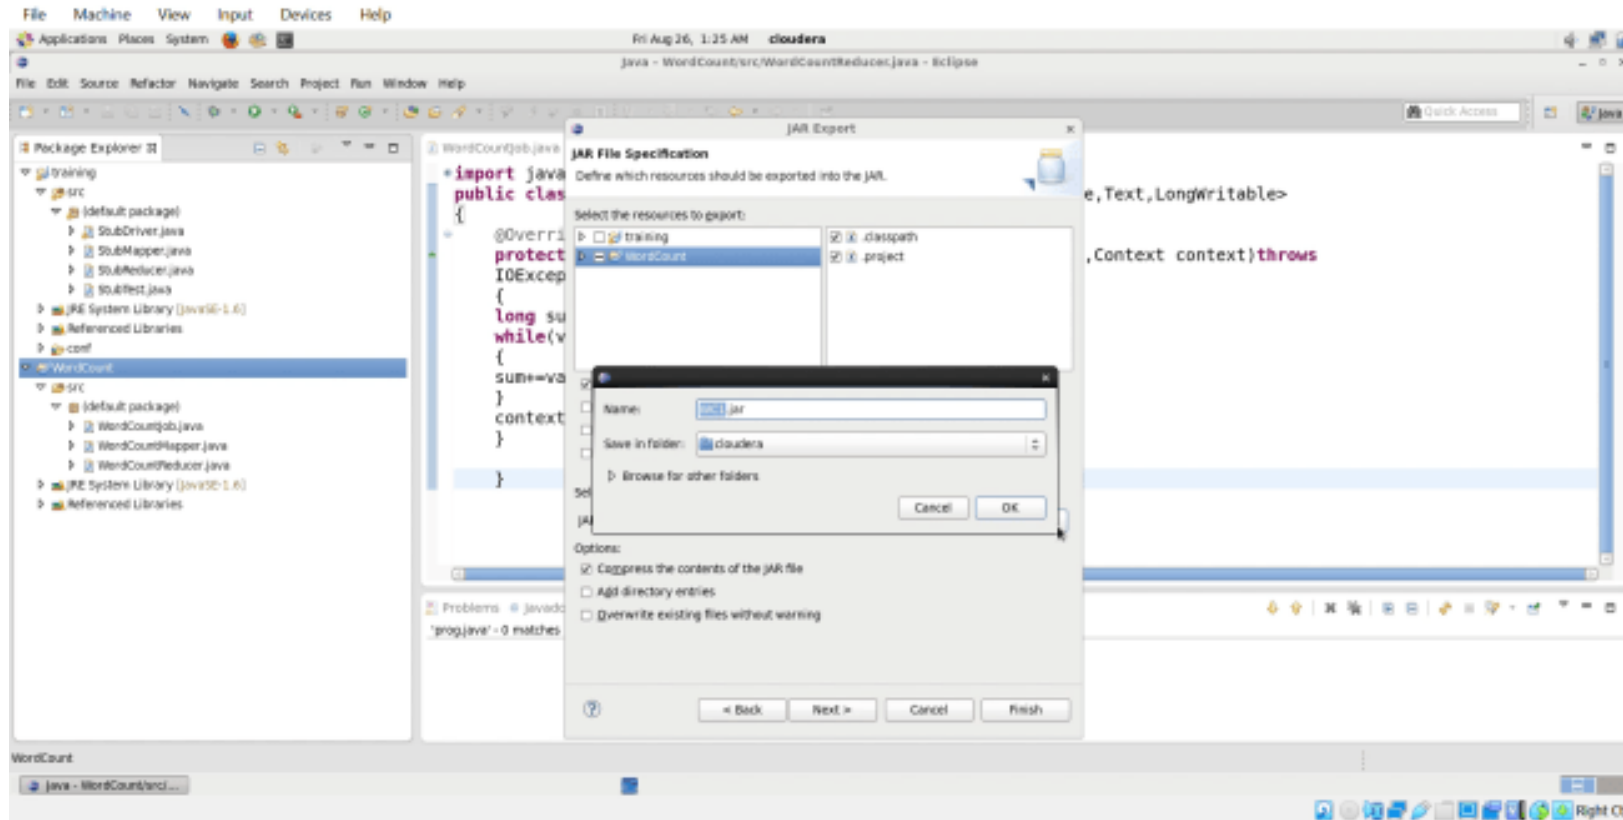 File Machine View Input Devices Help
Applications Places System
Fri Aug 26, 1:25 AM cloudera
Java - WordCount/src/WordCountReducer.java - Eclipse
File Edit Source Refactor Navigate Search Project Run Window Help
Quick Access
Java
Package Explorer
training
src
(default package)
StubDriver.java
StubMapper.java
StubReducer.java
StubTest.java
JRE System Library [JavaSE-1.6]
Referenced Libraries
conf
WordCount
src
(default package)
WordCountJob.java
WordCountMapper.java
WordCountReducer.java
JRE System Library [JavaSE-1.6]
Referenced Libraries
WordCountJob.java
import java
public clas
e,Text,LongWritable>
{
@Overri
protect
,Context context)throws
IOExcep
{
long su
while(v
{
sum+=va
}
context
}
}
JAR Export
JAR File Specification
Define which resources should be exported into the JAR.
Select the resources to export:
training
WordCount
.classpath
.project
Name: .jar
Save in folder: cloudera
Browse for other folders
Cancel OK
Sel
JA
Options:
Compress the contents of the JAR file
Add directory entries
Overwrite existing files without warning
< Back Next > Cancel Finish
Problems Javado
'prog.java' - 0 matches
WordCount
Java - WordCount/src/...
Right C